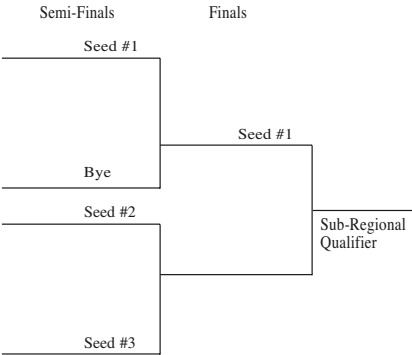 Semi-Finals Finals
Seed #1
Seed #1
Bye
Seed #2
Sub-Regional
Qualifier
Seed #3